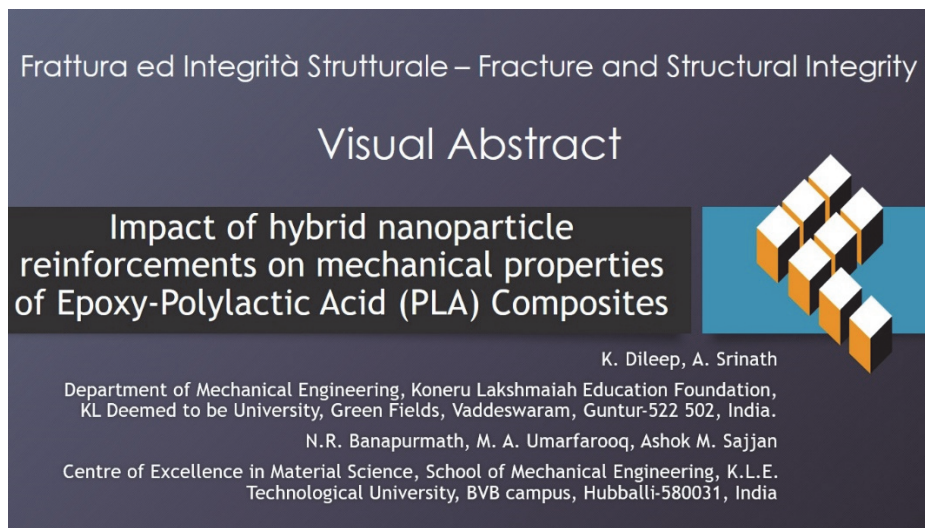 Frattura ed Integrità Strutturale – Fracture and Structural Integrity
Visual Abstract
Impact of hybrid nanoparticle
reinforcements on mechanical properties
of Epoxy-Polylactic Acid (PLA) Composites
K. Dileep, A. Srinath
Department of Mechanical Engineering, Koneru Lakshmaiah Education Foundation,
KL Deemed to be University, Green Fields, Vaddeswaram, Guntur-522 502, India.
N.R. Banapurmath, M. A. Umarfarooq, Ashok M. Sajjan
Centre of Excellence in Material Science, School of Mechanical Engineering, K.L.E.
Technological University, BVB campus, Hubballi-580031, India